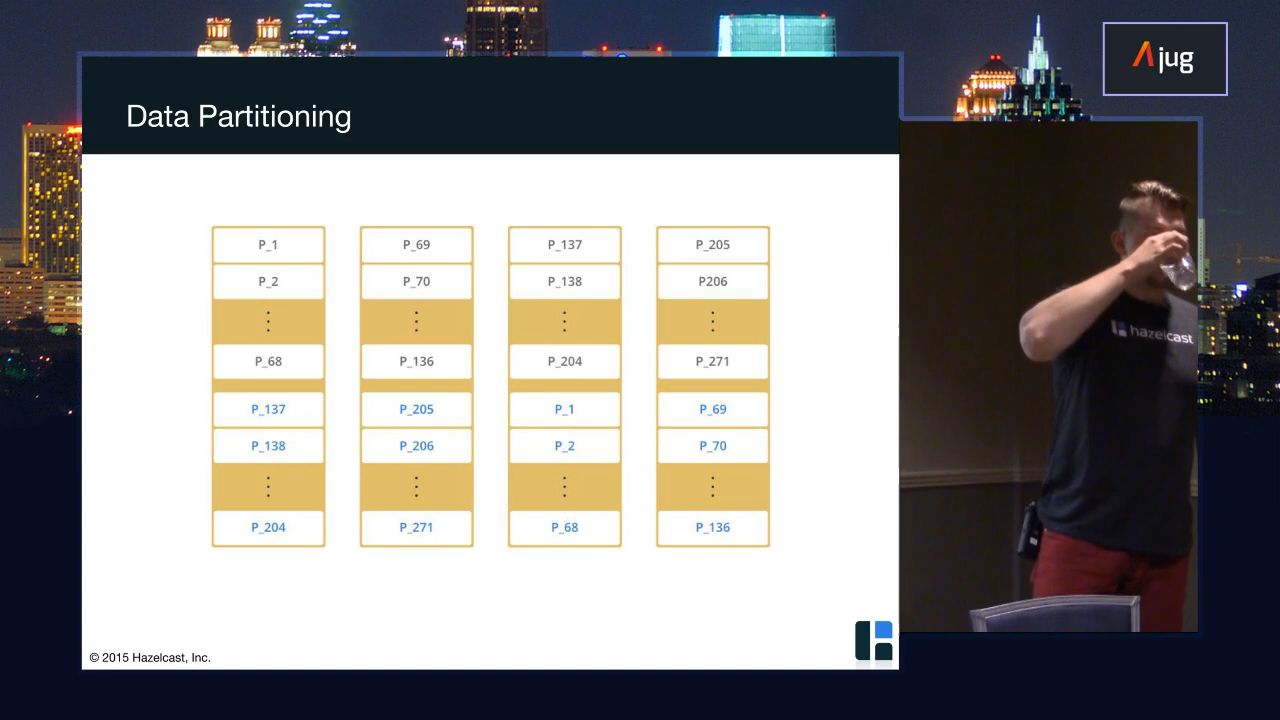 Ajug
Data Partitioning
P_1 P_69 P_137 P_205
P_2 P_70 P_138 P206
P_68 P_136 P_204 P_271
P_137 P_205 P_1 P_69
P_138 P_206 P_2 P_70
P_204 P_271 P_68 P_136
hazelcast
© 2015 Hazelcast, Inc.